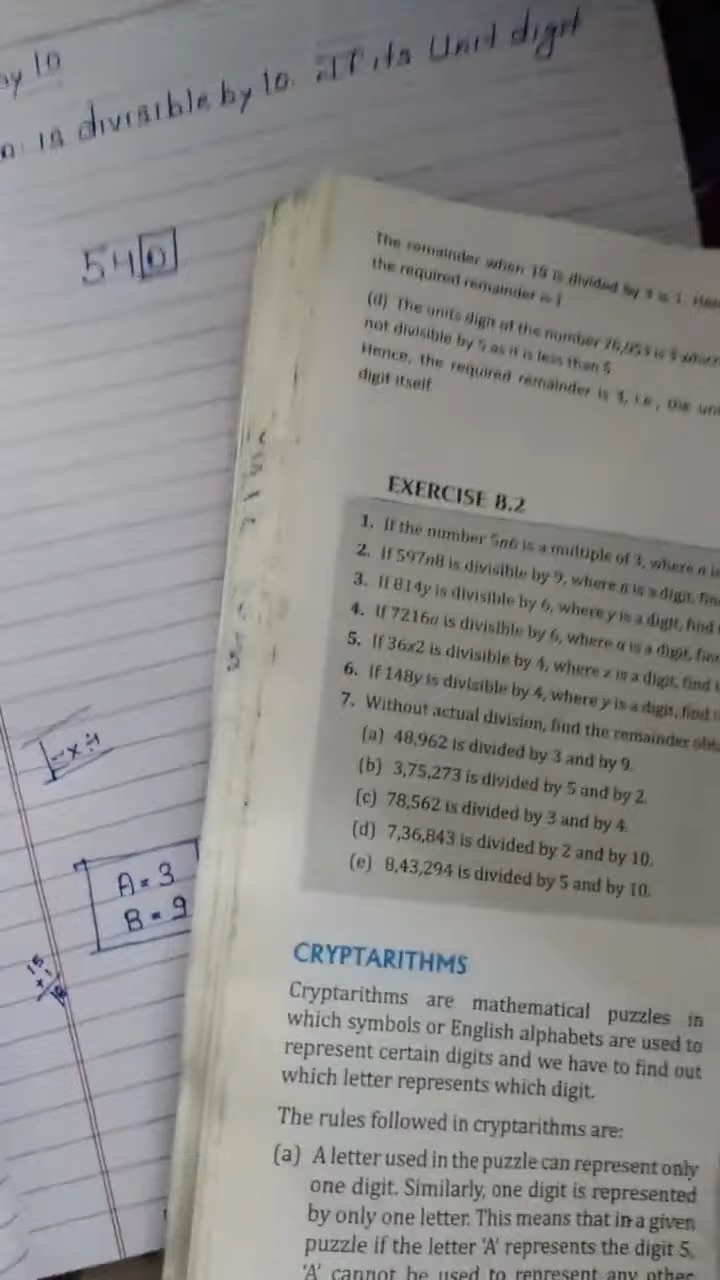 by 10
is divisible by 10 If its Unit digit
540
The remainder when 19 is divided by 3 is 1.
the required remainder is 1
(d) The units digit of the number 76,953 is 3
not divisible by 5 as it is less than 5
Hence, the required remainder is 3, i.e., the
digit itself
EXERCISE 8.2
1. If the number 5n6 is a multiple of 3, where n is
2. If 597n8 is divisible by 9, where n is a digit,
3. If 814y is divisible by 6, where y is a digit, find
4. If 7216a is divisible by 6, where a is a digit,
5. If 36x2 is divisible by 4, where z is a digit, find
6. If 148y is divisible by 4, where y is a digit, find
7. Without actual division, find the remainder
(a) 48,962 is divided by 3 and by 9.
(b) 3,75,273 is divided by 5 and by 2.
(c) 78,562 is divided by 3 and by 4.
(d) 7,36,843 is divided by 2 and by 10.
(e) 8,43,294 is divided by 5 and by 10.
A = 3
B = 9
15
CRYPTARITHMS
Cryptarithms are mathematical puzzles in
which symbols or English alphabets are used to
represent certain digits and we have to find out
which letter represents which digit.
The rules followed in cryptarithms are:
(a) A letter used in the puzzle can represent only
one digit. Similarly, one digit is represented
by only one letter. This means that in a given
puzzle if the letter 'A' represents the digit 5,
'A' cannot be used to represent any other